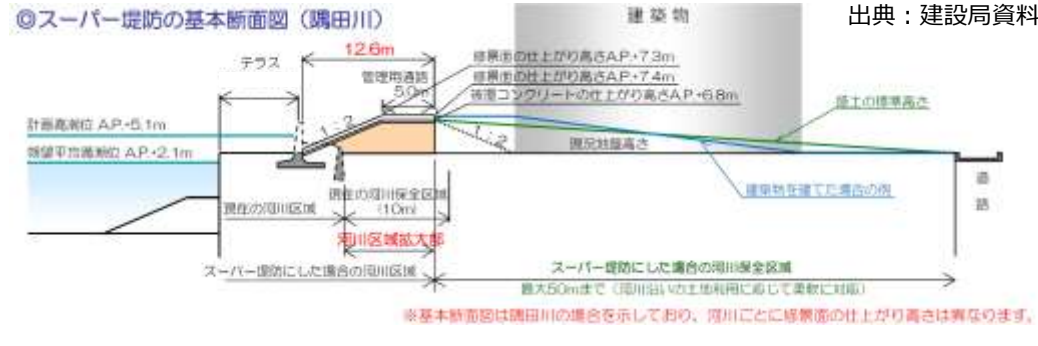 ◎スーパー堤防の基本断面図（隅田川）
建築物
出典：建設局資料
12.6m
テラス
管理用通路
5.0m
修景面の仕上がり高さA.P.+7.3m
修景面の仕上がり高さA.P.+7.4m
被覆コンクリートの仕上がり高さA.P.+6.8m
盛土の標準高さ
計画高潮位 A.P.+5.1m
朔望平均満潮位 A.P.+2.1m
1：2
1：2
現況地盤高さ
建築物を建てた場合の例
道路
現在の河川区域
現在の河川保全区域
(10m)
河川区域拡大部
スーパー堤防にした場合の河川区域
スーパー堤防にした場合の河川保全区域
最大50mまで（河川沿いの土地利用に応じて柔軟に対応）
※基本断面図は隅田川の場合を示しており、河川ごとに修景面の仕上がり高さは異なります。